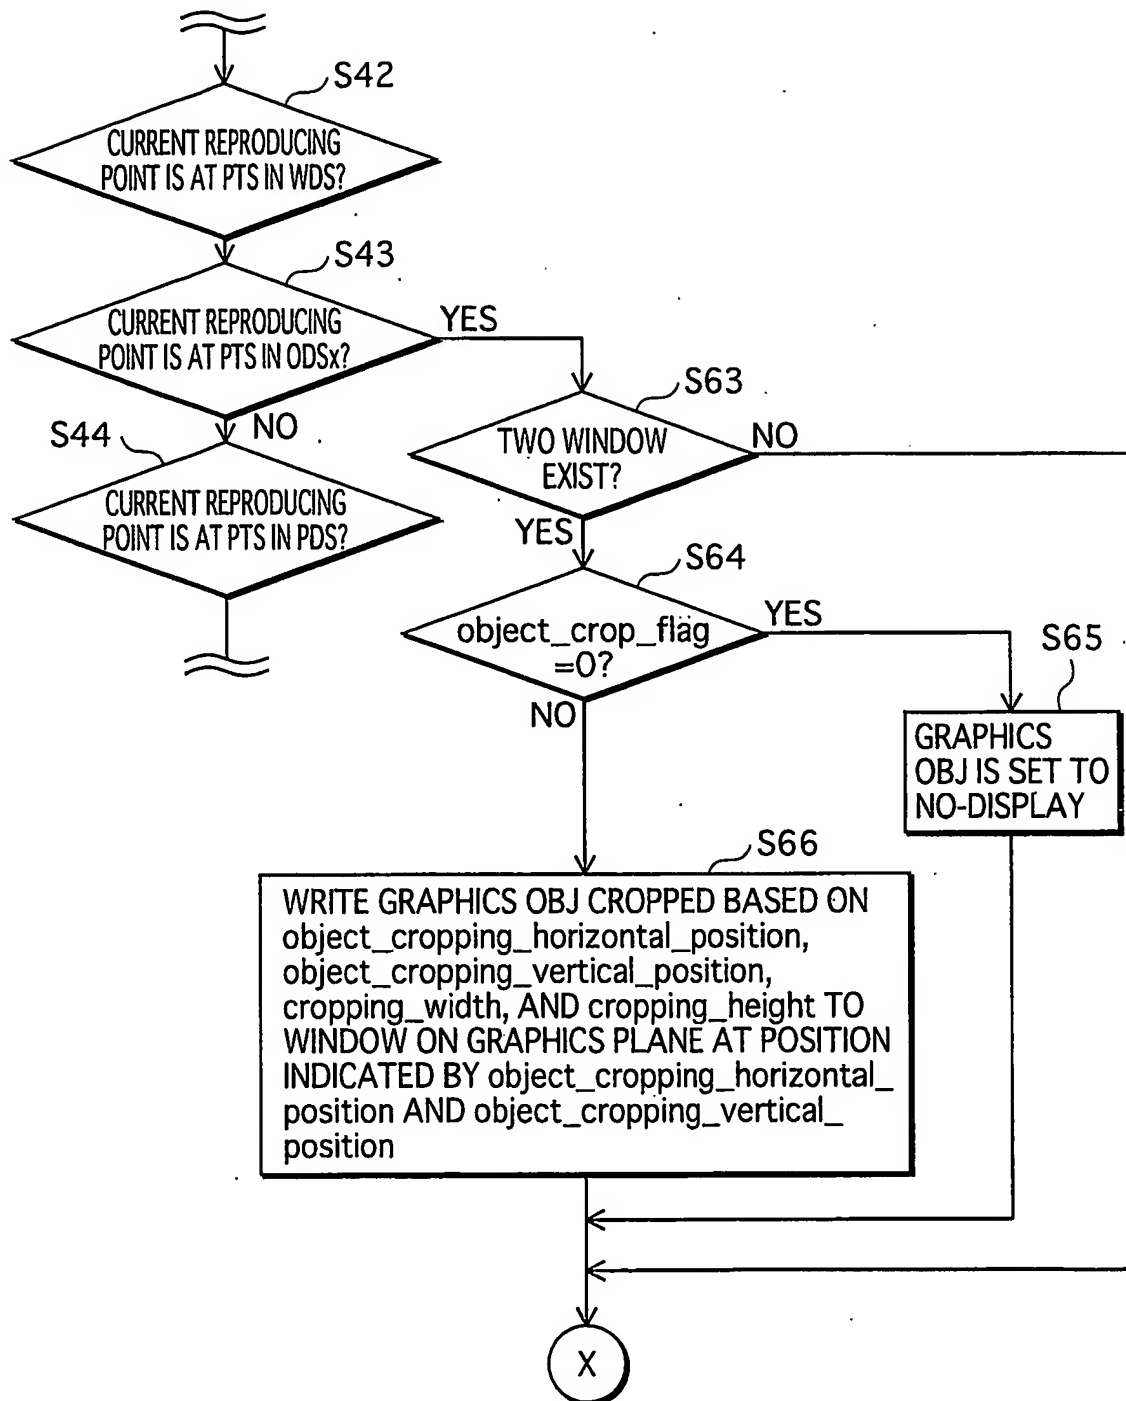 S42
CURRENT REPRODUCING
POINT IS AT PTS IN WDS?
S43
CURRENT REPRODUCING
POINT IS AT PTS IN ODSx?
YES
NO
S44
CURRENT REPRODUCING
POINT IS AT PTS IN PDS?
S63
TWO WINDOW
EXIST?
NO
YES
S64
object_crop_flag
=0?
YES
NO
S65
GRAPHICS
OBJ IS SET TO
NO-DISPLAY
S66
WRITE GRAPHICS OBJ CROPPED BASED ON
object_cropping_horizontal_position,
object_cropping_vertical_position,
cropping_width, AND cropping_height TO
WINDOW ON GRAPHICS PLANE AT POSITION
INDICATED BY object_cropping_horizontal_
position AND object_cropping_vertical_
position
X